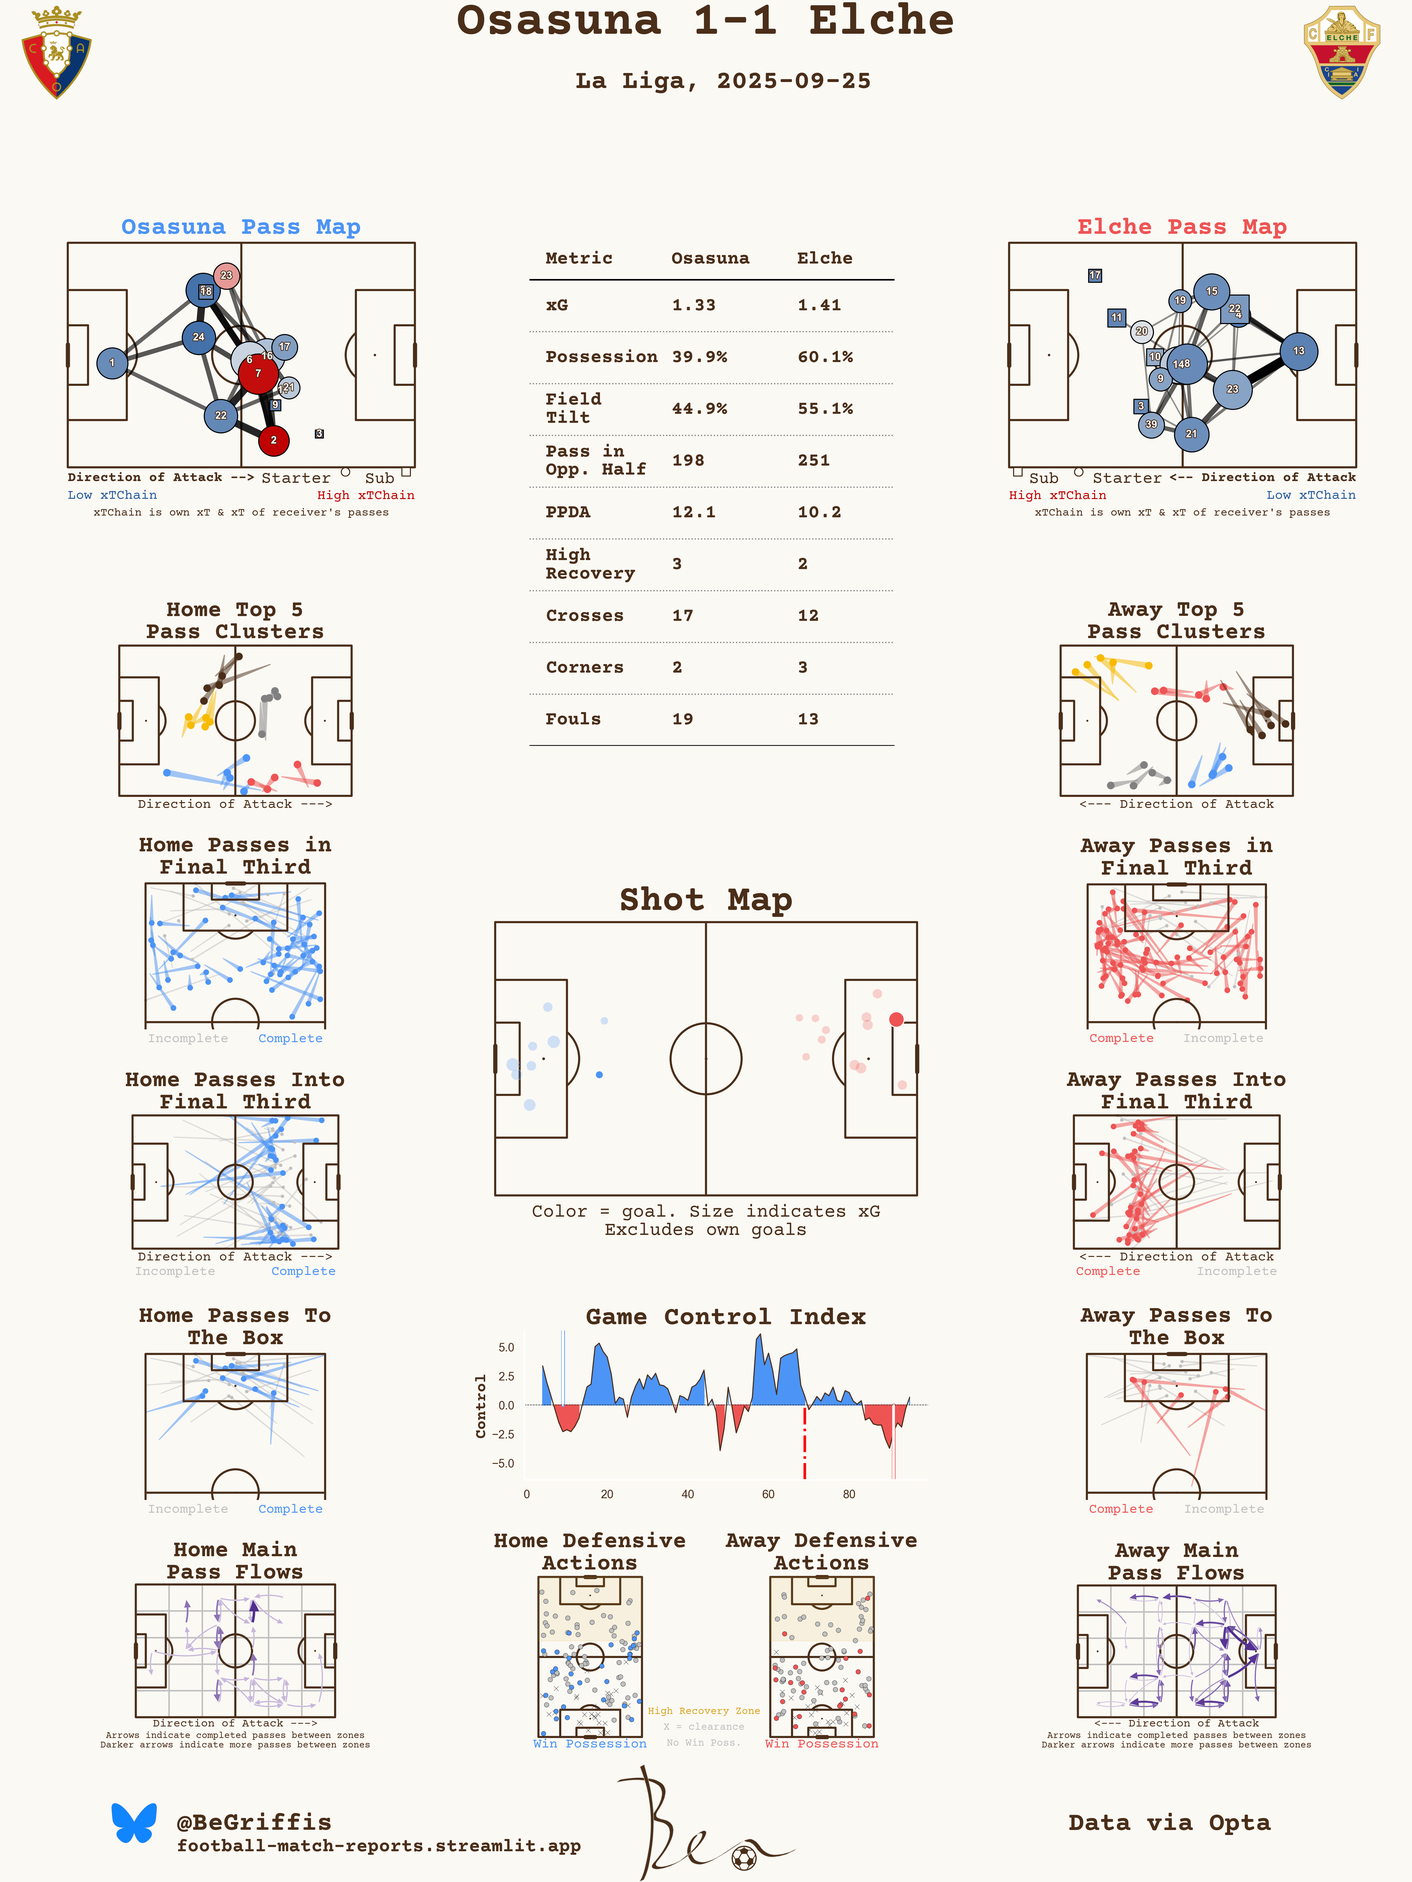 Osasuna 1-1 Elche
La Liga, 2025-09-25
C A
O
C F
ELCHE
Osasuna Pass Map
23
18
24
1
6
16
17
7
21
9
22
2
3
Direction of Attack --> Starter Sub
Low xTChain High xTChain
xTChain is own xT & xT of receiver's passes
Metric Osasuna Elche
xG 1.33 1.41
Possession 39.9% 60.1%
Field
Tilt 44.9% 55.1%
Pass in
Opp. Half 198 251
PPDA 12.1 10.2
High
Recovery 3 2
Crosses 17 12
Corners 2 3
Fouls 19 13
Elche Pass Map
17
15
19
22
4
11
20
10
148
13
9
23
3
39
21
Sub Starter <-- Direction of Attack
High xTChain Low xTChain
xTChain is own xT & xT of receiver's passes
Home Top 5
Pass Clusters
Direction of Attack --->
Away Top 5
Pass Clusters
<--- Direction of Attack
Home Passes in
Final Third
Incomplete Complete
Away Passes in
Final Third
Complete Incomplete
Shot Map
Color = goal. Size indicates xG
Excludes own goals
Home Passes Into
Final Third
Direction of Attack --->
Incomplete Complete
Away Passes Into
Final Third
<--- Direction of Attack
Complete Incomplete
Home Passes To
The Box
Incomplete Complete
Game Control Index
Control
5.0
2.5
0.0
−2.5
−5.0
0 20 40 60 80
Away Passes To
The Box
Complete Incomplete
Home Main
Pass Flows
Direction of Attack --->
Arrows indicate completed passes between zones
Darker arrows indicate more passes between zones
Home Defensive
Actions
Win Possession
High Recovery Zone
X = clearance
No Win Poss.
Away Defensive
Actions
Win Possession
Away Main
Pass Flows
<--- Direction of Attack
Arrows indicate completed passes between zones
Darker arrows indicate more passes between zones
@BeGriffis
football-match-reports.streamlit.app
Ben
Data via Opta